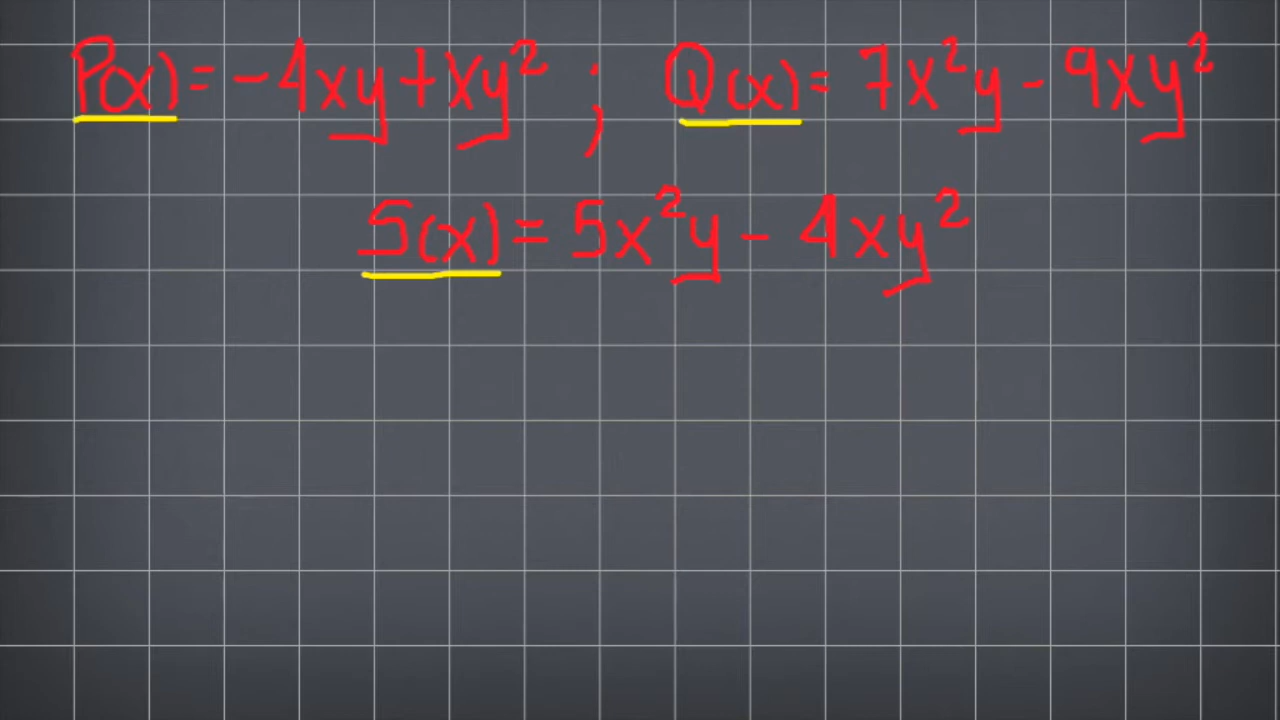 P(x) = -4xy + xy² ; Q(x) = 7x²y - 9xy²
S(x) = 5x²y - 4xy²